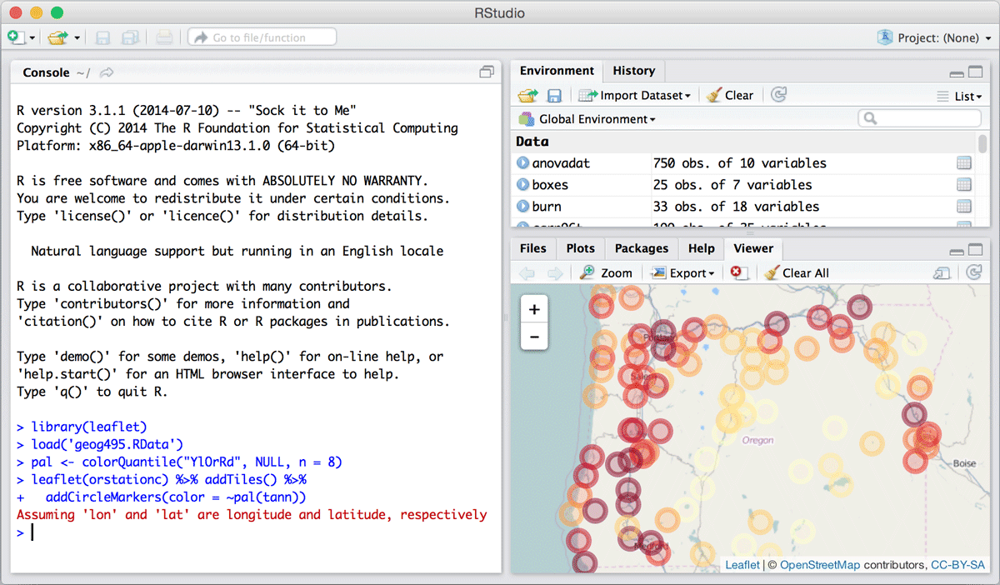 RStudio
Go to file/function
Project: (None)
Console ~/
R version 3.1.1 (2014-07-10) -- "Sock it to Me"
Copyright (C) 2014 The R Foundation for Statistical Computing
Platform: x86_64-apple-darwin13.1.0 (64-bit)
R is free software and comes with ABSOLUTELY NO WARRANTY.
You are welcome to redistribute it under certain conditions.
Type 'license()' or 'licence()' for distribution details.
Natural language support but running in an English locale
R is a collaborative project with many contributors.
Type 'contributors()' for more information and
'citation()' on how to cite R or R packages in publications.
Type 'demo()' for some demos, 'help()' for on-line help, or
'help.start()' for an HTML browser interface to help.
Type 'q()' to quit R.
> library(leaflet)
> load('geog495.RData')
> pal <- colorQuantile("YlOrRd", NULL, n = 8)
> leaflet(orstationc) %>% addTiles() %>%
+   addCircleMarkers(color = ~pal(tann))
Assuming 'lon' and 'lat' are longitude and latitude, respectively
>
Environment History
Import Dataset Clear List
Global Environment
Data
anovadat 750 obs. of 10 variables
boxes 25 obs. of 7 variables
burn 33 obs. of 18 variables
Files Plots Packages Help Viewer
Zoom Export Clear All
+
−
Portland
Salem
Oregon
Boise
Medford
Leaflet | © OpenStreetMap contributors, CC-BY-SA